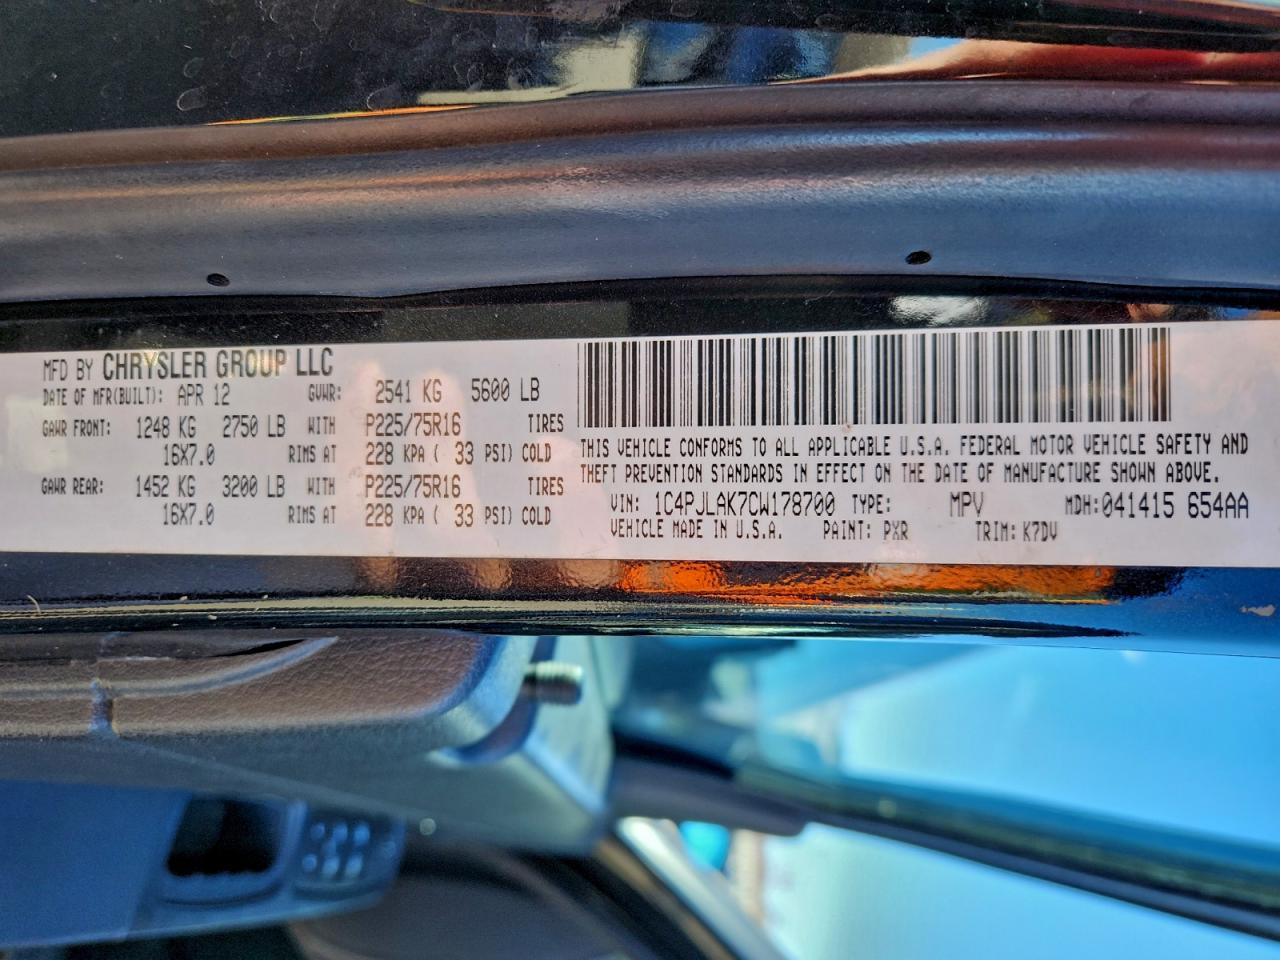 MFD BY CHRYSLER GROUP LLC
DATE OF MFR(BUILT): APR 12 GVWR: 2541 KG 5600 LB
GAWR FRONT: 1248 KG 2750 LB WITH P225/75R16 TIRES
16X7.0 RIMS AT 228 KPA ( 33 PSI) COLD
GAWR REAR: 1452 KG 3200 LB WITH P225/75R16 TIRES
16X7.0 RIMS AT 228 KPA ( 33 PSI) COLD
THIS VEHICLE CONFORMS TO ALL APPLICABLE U.S.A. FEDERAL MOTOR VEHICLE SAFETY AND
THEFT PREVENTION STANDARDS IN EFFECT ON THE DATE OF MANUFACTURE SHOWN ABOVE.
VIN: 1C4PJLAK7CW178700 TYPE: MPV MDH:041415 654AA
VEHICLE MADE IN U.S.A. PAINT: PXR TRIM: K7DV